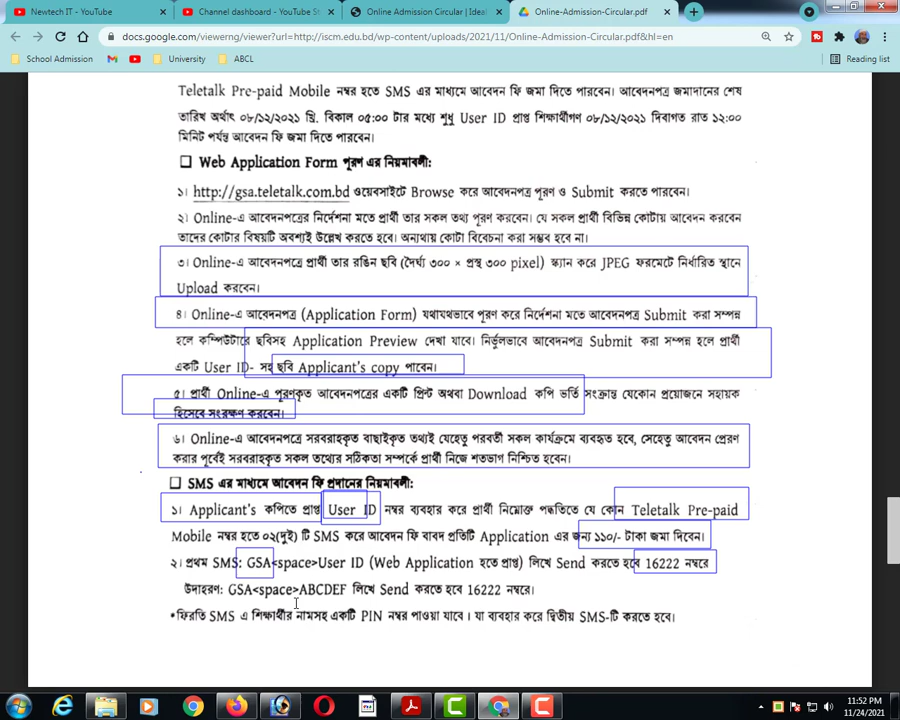 Newtech IT - YouTube
Channel dashboard - YouTube St
Online Admission Circular | Ideal
Online-Admission-Circular.pdf
docs.google.com/viewerng/viewer?url=http://iscm.edu.bd/wp-content/uploads/2021/11/Online-Admission-Circular.pdf&hl=en
School Admission
University
ABCL
Reading list
Teletalk Pre-paid Mobile নম্বর হতে SMS এর মাধ্যমে আবেদন ফি জমা দিতে পারবেন। আবেদনপত্র জমাদানের শেষ
তারিখ অর্থাৎ ০৮/১২/২০২১ খ্রি. বিকাল ০৫:০০ টার মধ্যে শুধু User ID প্রাপ্ত শিক্ষার্থীগণ ০৮/১২/২০২১ দিবাগত রাত ১২:০০
মিনিট পর্যন্ত আবেদন ফি জমা দিতে পারবেন।
Web Application Form পূরণ এর নিয়মাবলী:
১। http://gsa.teletalk.com.bd ওয়েবসাইটে Browse করে আবেদনপত্র পূরণ ও Submit করতে পারবেন।
২। Online-এ আবেদনপত্রের নির্দেশনা মতে প্রার্থী তার সকল তথ্য পূরণ করবেন। যে সকল প্রার্থী বিভিন্ন কোটায় আবেদন করবেন
তাদের কোটার বিষয়টি অবশ্যই উল্লেখ করতে হবে। অন্যথায় কোটা বিবেচনা করা সম্ভব হবে না।
৩। Online-এ আবেদনপত্রে প্রার্থী তার রঙিন ছবি (দৈর্ঘ্য ৩০০ × প্রস্থ ৩০০ pixel) স্ক্যান করে JPEG ফরমেটে নির্ধারিত স্থানে
Upload করবেন।
৪। Online-এ আবেদনপত্র (Application Form) যথাযথভাবে পূরণ করে নির্দেশনা মতে আবেদনপত্র Submit করা সম্পন্ন
হলে কম্পিউটারে ছবিসহ Application Preview দেখা যাবে। নির্ভুলভাবে আবেদনপত্র Submit করা সম্পন্ন হলে প্রার্থী
একটি User ID- সহ ছবি Applicant's copy পাবেন।
৫। প্রার্থী Online-এ পূরণকৃত আবেদনপত্রের একটি প্রিন্ট অথবা Download কপি ভর্তি সংক্রান্ত যেকোন প্রয়োজনে সহায়ক
হিসেবে সংরক্ষণ করবেন।
৬। Online-এ আবেদনপত্রে সরবরাহকৃত বাছাইকৃত তথ্যই যেহেতু পরবর্তী সকল কার্যক্রমে ব্যবহৃত হবে, সেহেতু আবেদন প্রেরণ
করার পূর্বেই সরবরাহকৃত সকল তথ্যের সঠিকতা সম্পর্কে প্রার্থী নিজে শতভাগ নিশ্চিত হবেন।
SMS এর মাধ্যমে আবেদন ফি প্রদানের নিয়মাবলী:
১। Applicant's কপিতে প্রাপ্ত User ID নম্বর ব্যবহার করে প্রার্থী নিম্নোক্ত পদ্ধতিতে যে কোন Teletalk Pre-paid
Mobile নম্বর হতে ০২(দুই) টি SMS করে আবেদন ফি বাবদ প্রতিটি Application এর জন্য ১১০/- টাকা জমা দিবেন।
২। প্রথম SMS: GSA<space>User ID (Web Application হতে প্রাপ্ত) লিখে Send করতে হবে 16222 নম্বরে
উদাহরণ: GSA<space>ABCDEF লিখে Send করতে হবে 16222 নম্বরে।
•ফিরতি SMS এ শিক্ষার্থীর নামসহ একটি PIN নম্বর পাওয়া যাবে। যা ব্যবহার করে দ্বিতীয় SMS-টি করতে হবে।
11:52 PM
11/24/2021